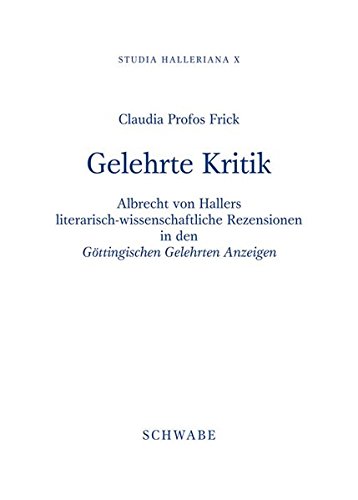 STUDIA HALLERIANA X
Claudia Profos Frick
Gelehrte Kritik
Albrecht von Hallers
literarisch-wissenschaftliche Rezensionen
in den
Göttingischen Gelehrten Anzeigen
SCHWABE